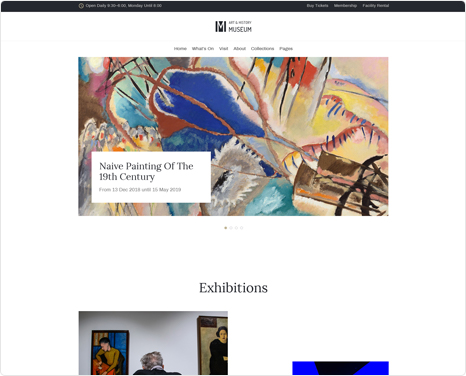 Open Daily 9:30–6:00, Monday Until 8:00
Buy Tickets Membership Facility Rental
ART & HISTORY
MUSEUM
Home What's On Visit About Collections Pages
Naive Painting Of The
19th Century
From 13 Dec 2018 until 15 May 2019
Exhibitions